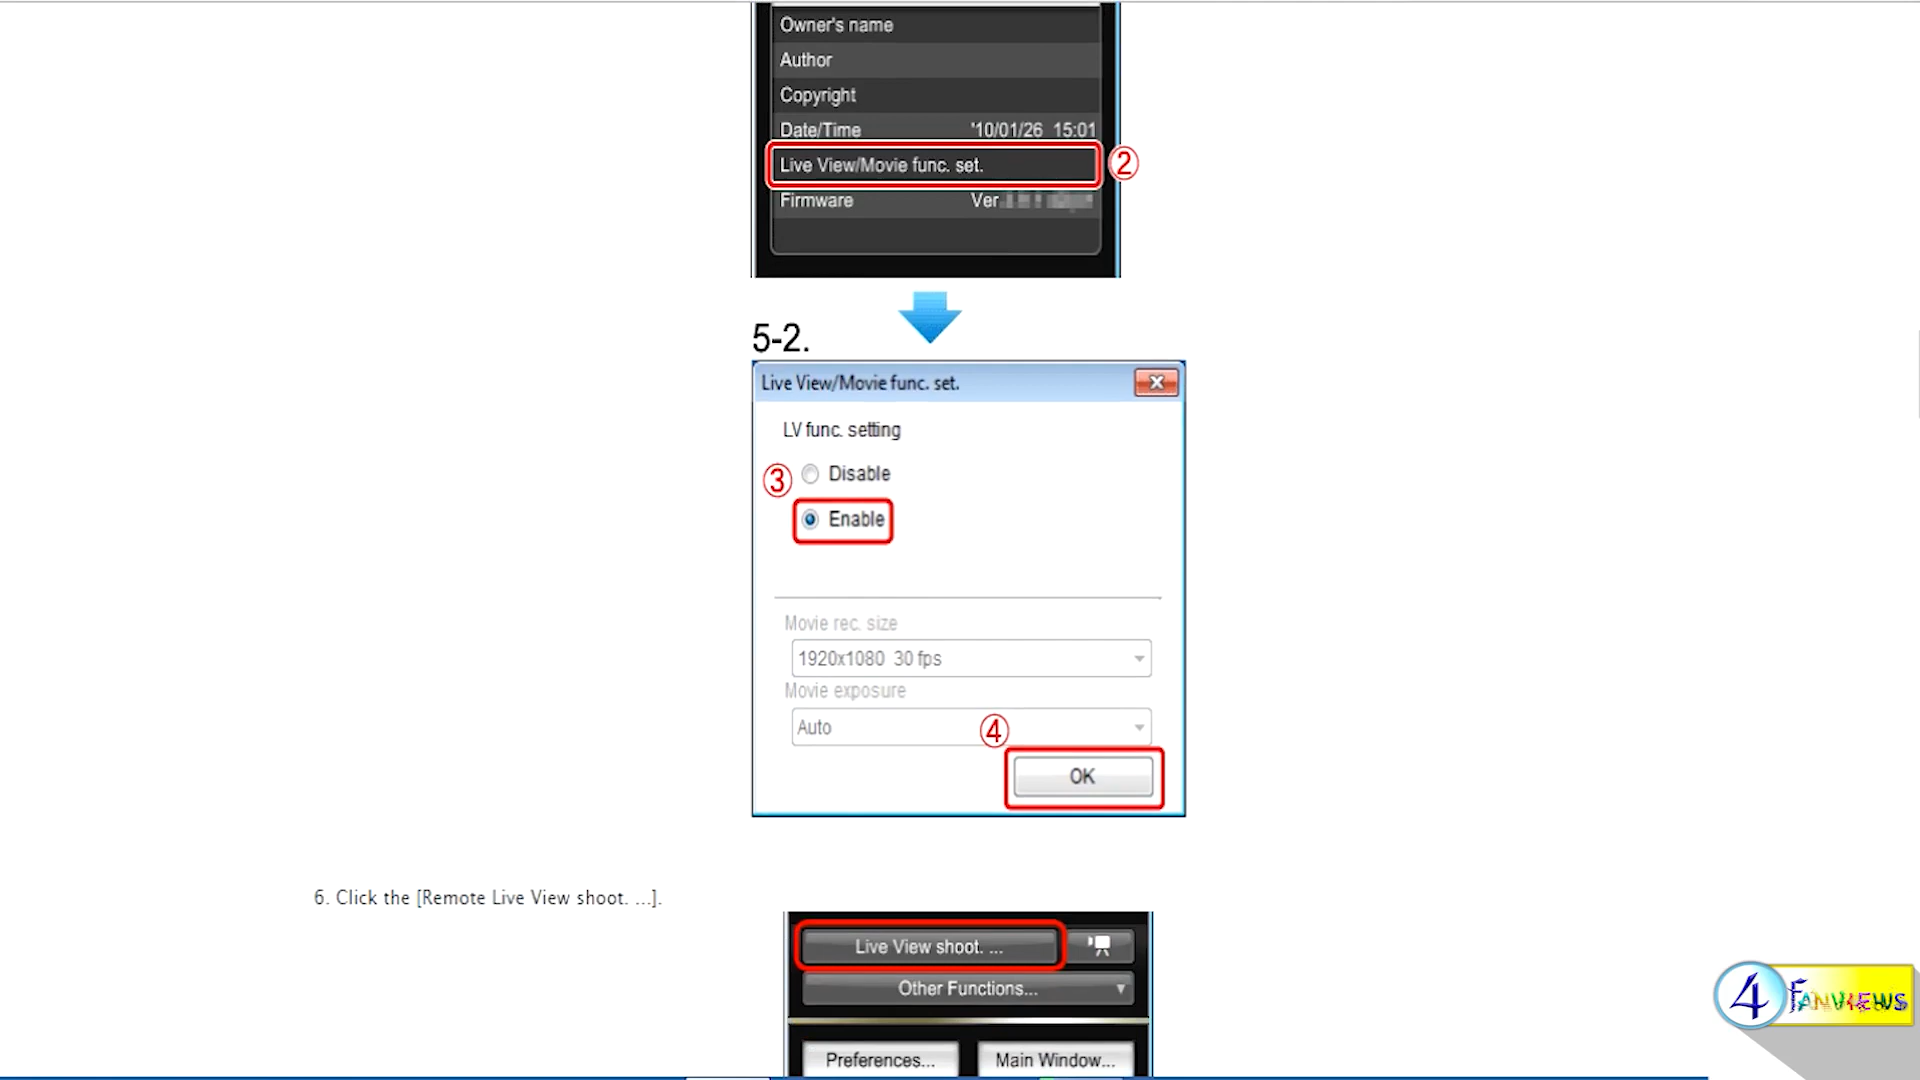 Owner's name
Author
Copyright
Date/Time '10/01/26 15:01
Live View/Movie func. set. ②
Firmware Ver
5-2.
Live View/Movie func. set.
LV func. setting
③ Disable
Enable
Movie rec. size
1920x1080 30 fps
Movie exposure
Auto
④
OK
6. Click the [Remote Live View shoot. ...].
Live View shoot. ...
Other Functions...
Preferences... Main Window...
4 FANVIEWS